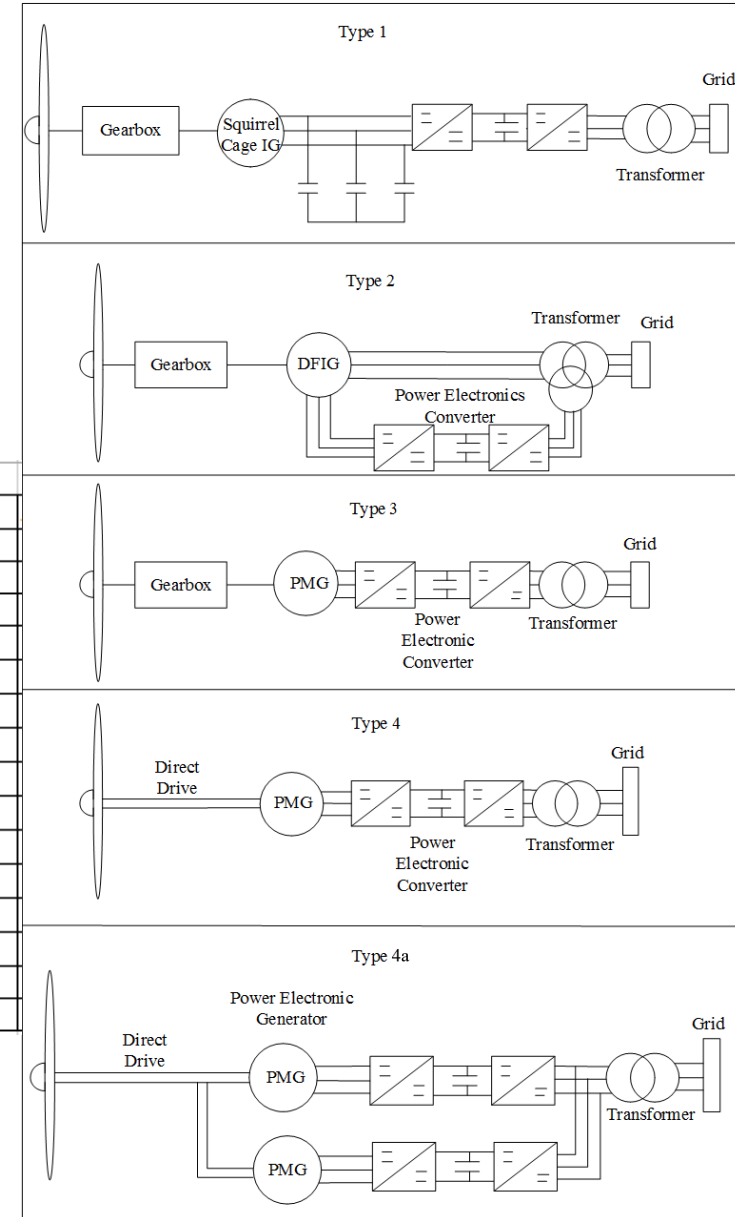 Type 1
Grid
Gearbox
Squirrel
Cage IG
Transformer
Type 2
Transformer
Grid
Gearbox
DFIG
Power Electronics
Converter
Type 3
Grid
Gearbox
PMG
Power
Electronic
Converter
Transformer
Type 4
Grid
Direct
Drive
PMG
Power
Electronic
Converter
Transformer
Type 4a
Power Electronic
Generator
Grid
Direct
Drive
PMG
Transformer
PMG